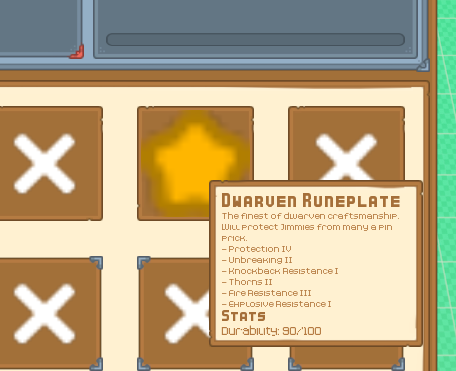 Dwarven Runeplate
The finest of dwarven craftsmanship.
Will protect Jimmies from many a pin
prick.
- Protection IV
- Unbreaking II
- Knockback Resistance I
- Thorns II
- Fire Resistance III
- Explosive Resistance I
Stats
Durability: 90/100